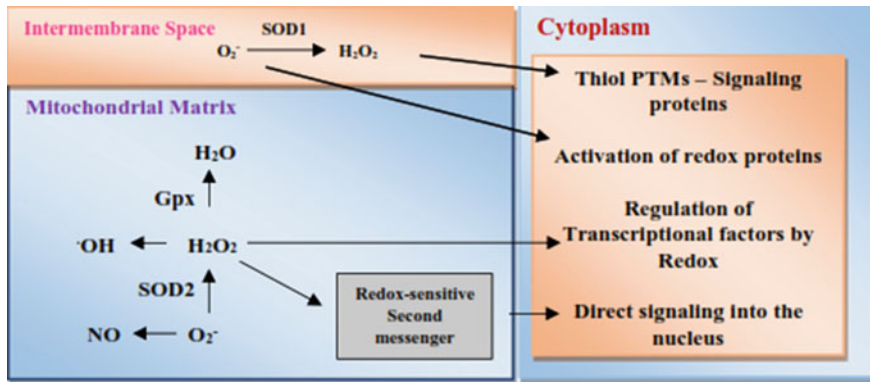 Intermembrane Space
SOD1
O₂⁻
H₂O₂
Mitochondrial Matrix
H₂O
Gpx
·OH
H₂O₂
SOD2
NO
O₂⁻
Redox-sensitive
Second
messenger
Cytoplasm
Thiol PTMs – Signaling
proteins
Activation of redox proteins
Regulation of
Transcriptional factors by
Redox
Direct signaling into the
nucleus